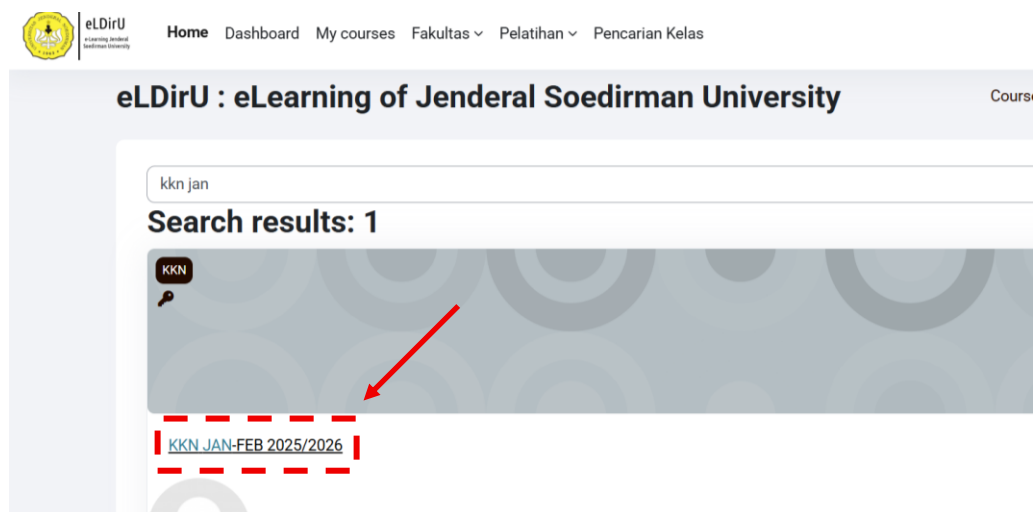 eLDirU
e-Learning Jenderal
Soedirman University
Home Dashboard My courses Fakultas Pelatihan Pencarian Kelas
eLDirU : eLearning of Jenderal Soedirman University
Course
kkn jan
Search results: 1
KKN
KKN JAN-FEB 2025/2026